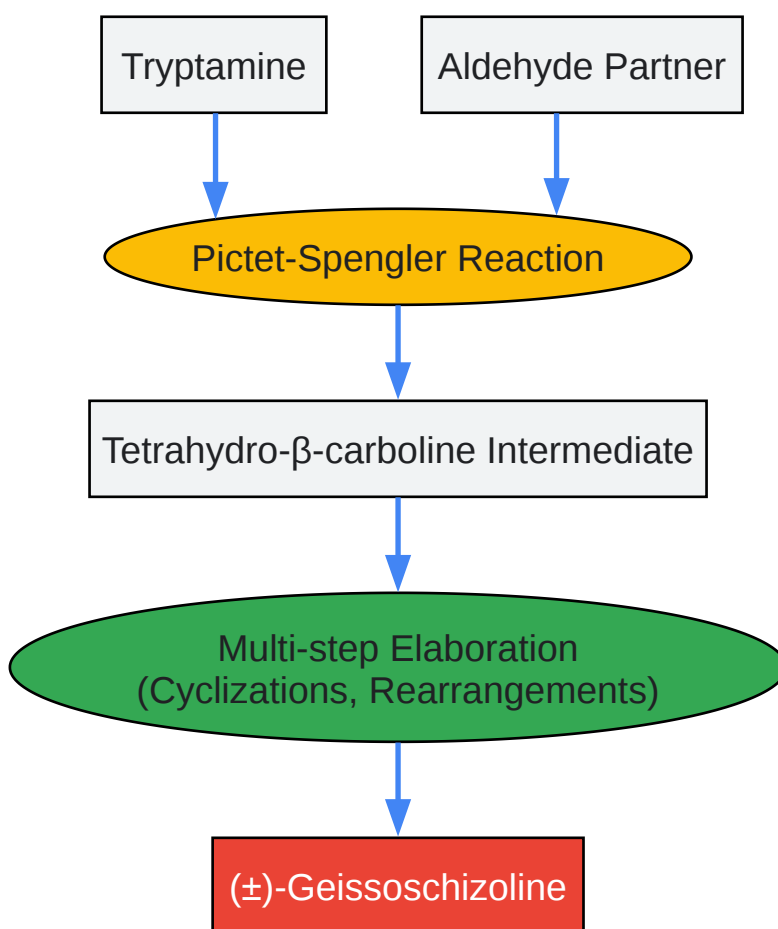 Tryptamine
Aldehyde Partner
Pictet-Spengler Reaction
Tetrahydro-β-carboline Intermediate
Multi-step Elaboration
(Cyclizations, Rearrangements)
(±)-Geissoschizoline